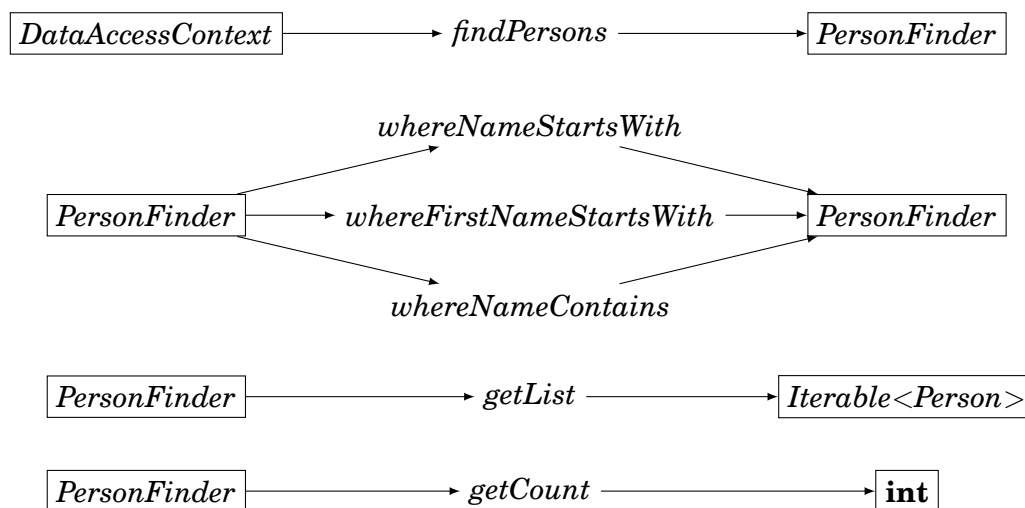 DataAccessContext findPersons PersonFinder
whereNameStartsWith
PersonFinder whereFirstNameStartsWith PersonFinder
whereNameContains
PersonFinder getList Iterable<Person>
PersonFinder getCount int